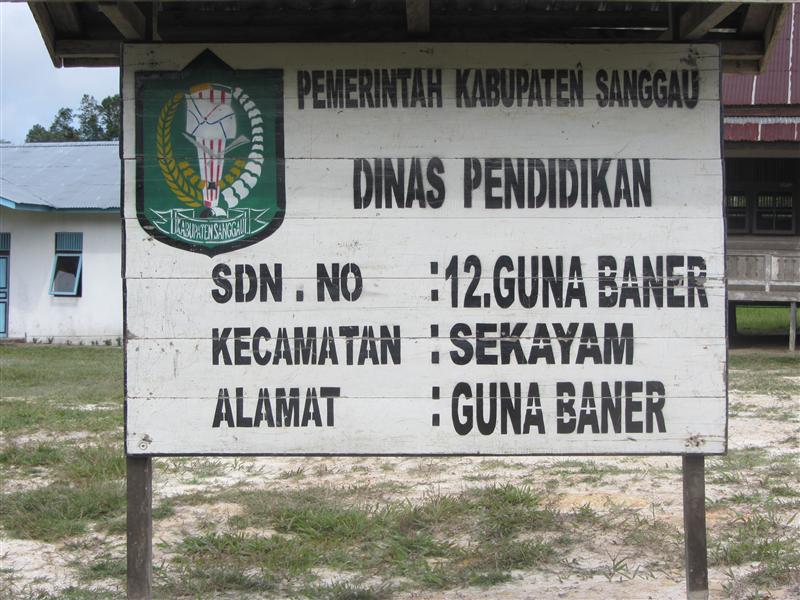 PEMERINTAH KABUPATEN SANGGAU
KABUPATEN SANGGAU
DINAS PENDIDIKAN
SDN . NO : 12.GUNA BANER
KECAMATAN : SEKAYAM
ALAMAT : GUNA BANER